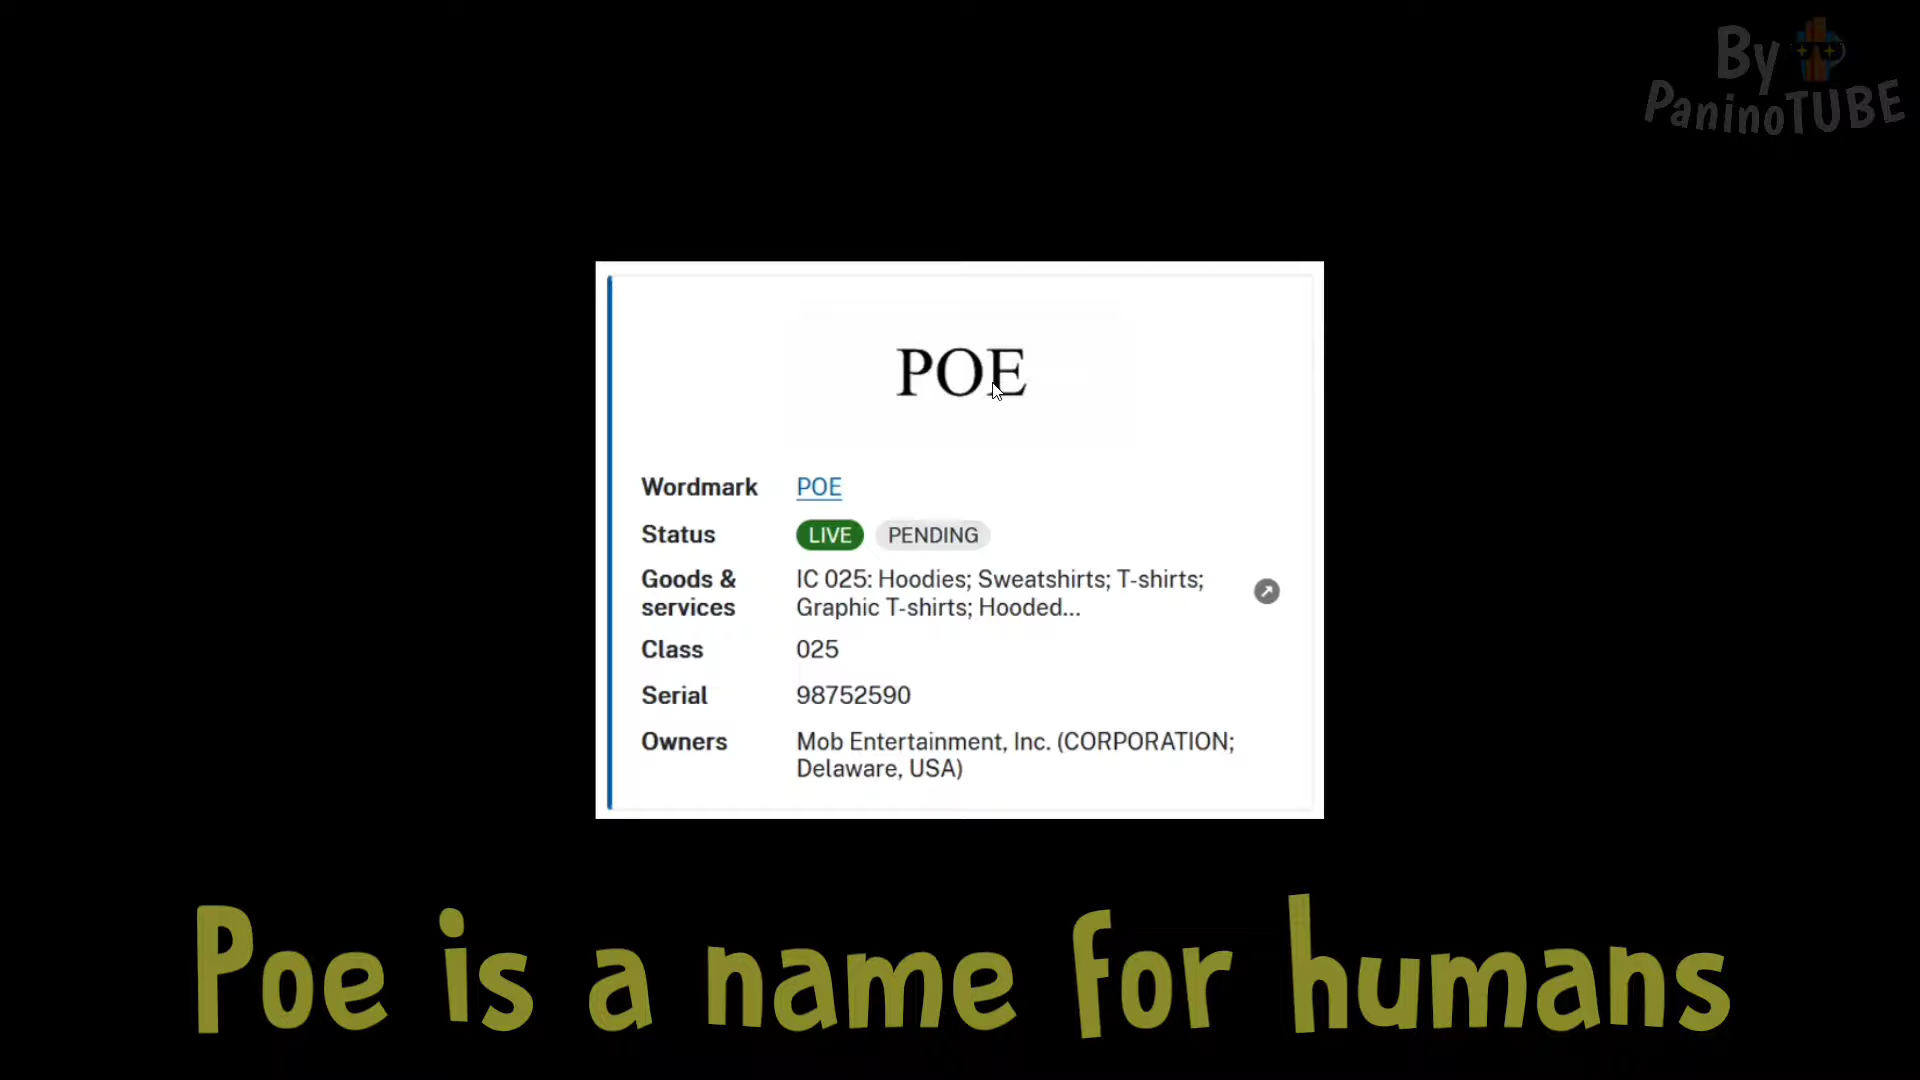 By
PaninoTUBE
POE
Wordmark POE
Status LIVE PENDING
Goods & services IC 025: Hoodies; Sweatshirts; T-shirts;
Graphic T-shirts; Hooded...
Class 025
Serial 98752590
Owners Mob Entertainment, Inc. (CORPORATION;
Delaware, USA)
Poe is a name for humans